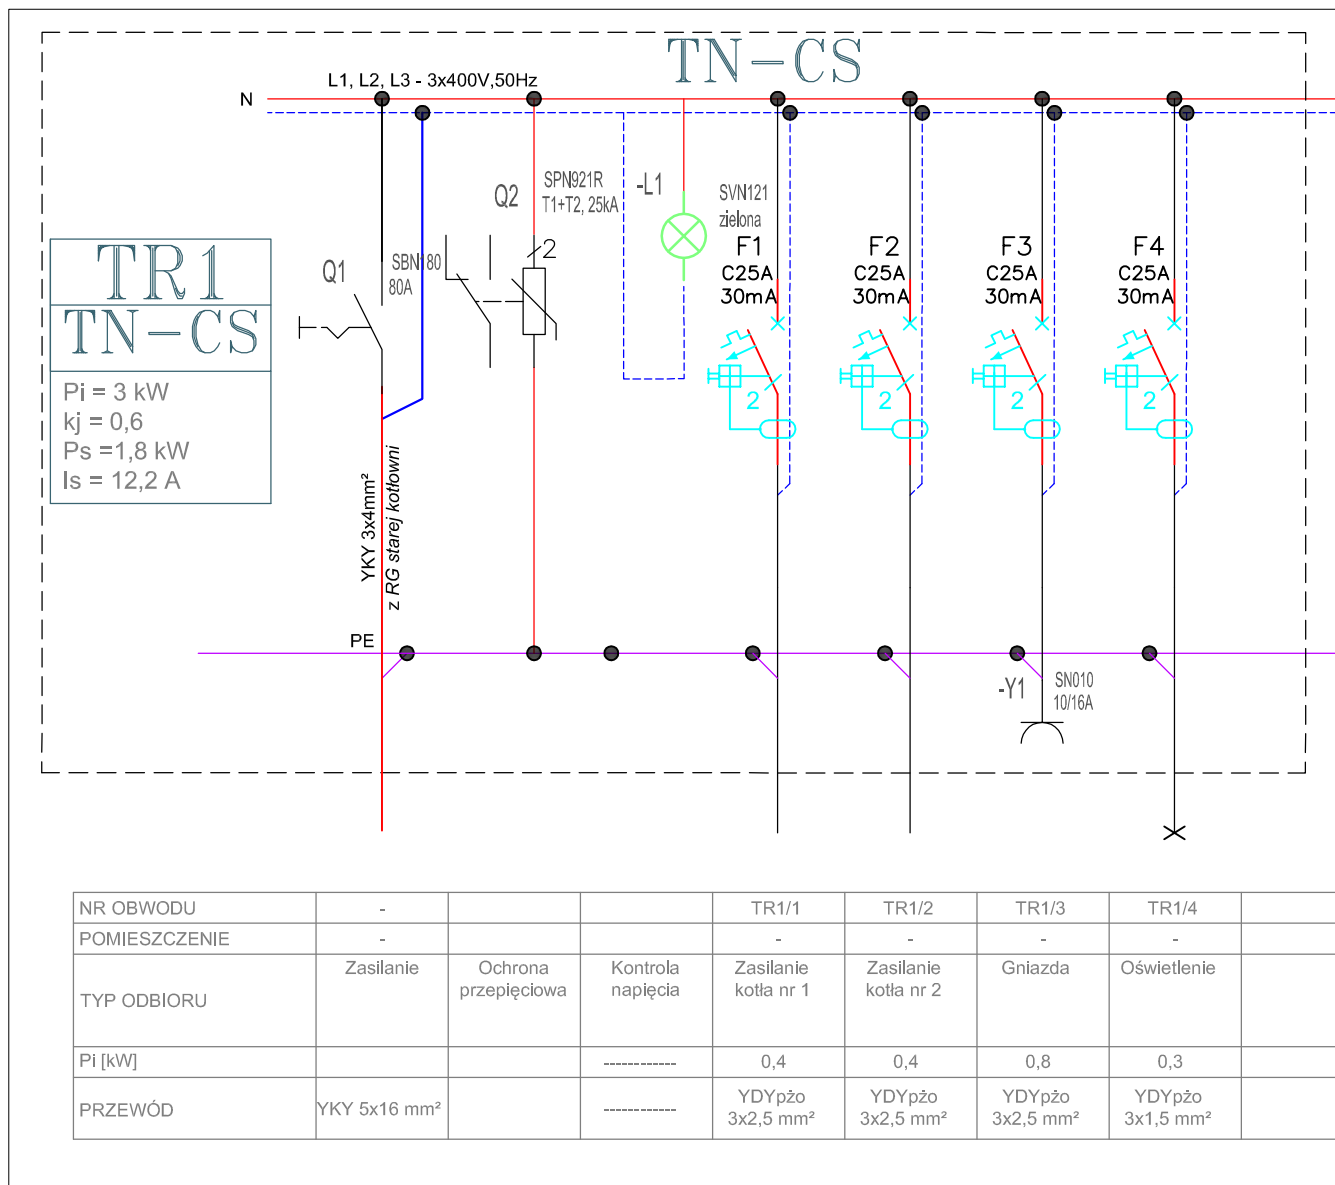 TN-CS
L1, L2, L3 - 3x400V,50Hz
N
Q2
SPN921R
T1+T2, 25kA
-L1
SVN121
zielona
TR1
TN-CS
Pi = 3 kW
kj = 0,6
Ps =1,8 kW
Is = 12,2 A
Q1
SBN180
80A
2
F1
C25A
30mA
2
F2
C25A
30mA
2
F3
C25A
30mA
2
F4
C25A
30mA
2
YKY 3x4mm²
z RG starej kotłowni
PE
-Y1
SN010
10/16A
NR OBWODU - TR1/1 TR1/2 TR1/3 TR1/4
POMIESZCZENIE - - - - -
TYP ODBIORU
Zasilanie
Ochrona
przepięciowa
Kontrola
napięcia
Zasilanie
kotła nr 1
Zasilanie
kotła nr 2
Gniazda
Oświetlenie
Pi [kW] ------------ 0,4 0,4 0,8 0,3
PRZEWÓD
YKY 5x16 mm²
------------
YDYpżo
3x2,5 mm²
YDYpżo
3x2,5 mm²
YDYpżo
3x2,5 mm²
YDYpżo
3x1,5 mm²